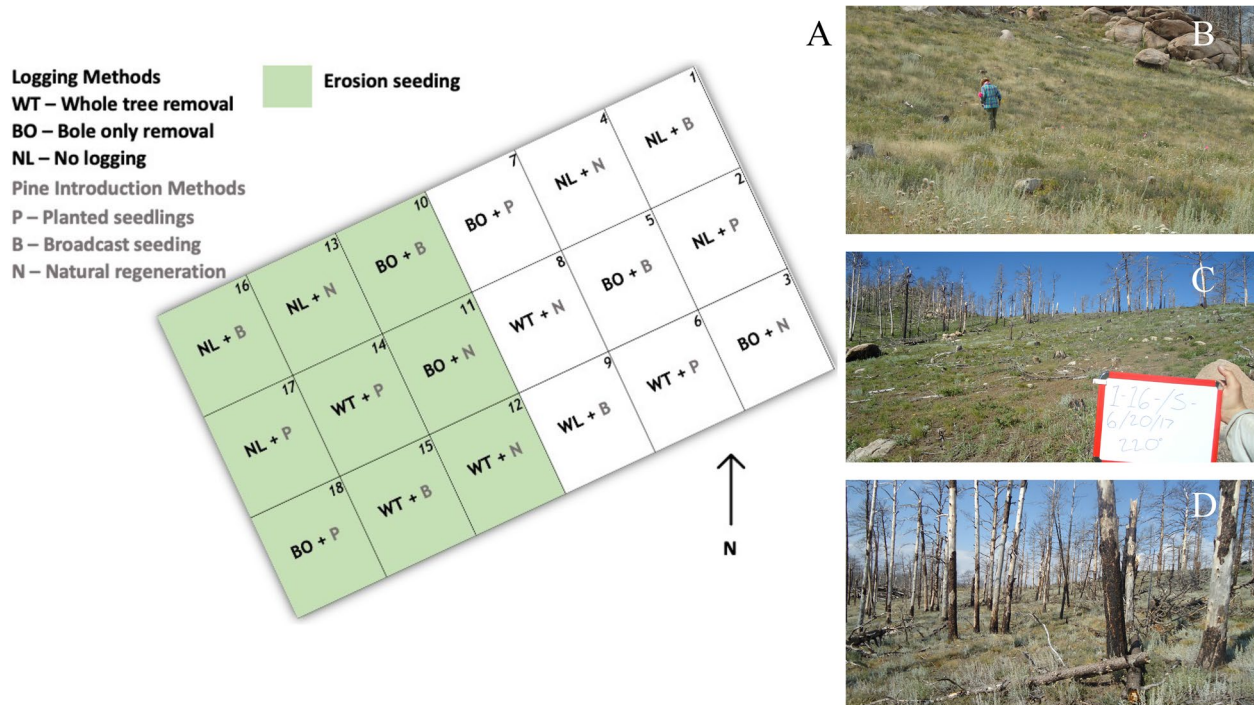 Logging Methods
WT – Whole tree removal
BO – Bole only removal
NL – No logging
Pine Introduction Methods
P – Planted seedlings
B – Broadcast seeding
N – Natural regeneration
Erosion seeding
A
1
NL + B
4
NL + N
7
BO + P
10
BO + B
13
NL + N
16
NL + B
2
NL + P
5
BO + B
8
WT + N
11
BO + N
14
WT + P
17
NL + P
3
BO + N
6
WT + P
9
WL + B
12
WT + N
15
WT + B
18
BO + P
N
B
C
1-26-/S-
6/20/17
220°
D